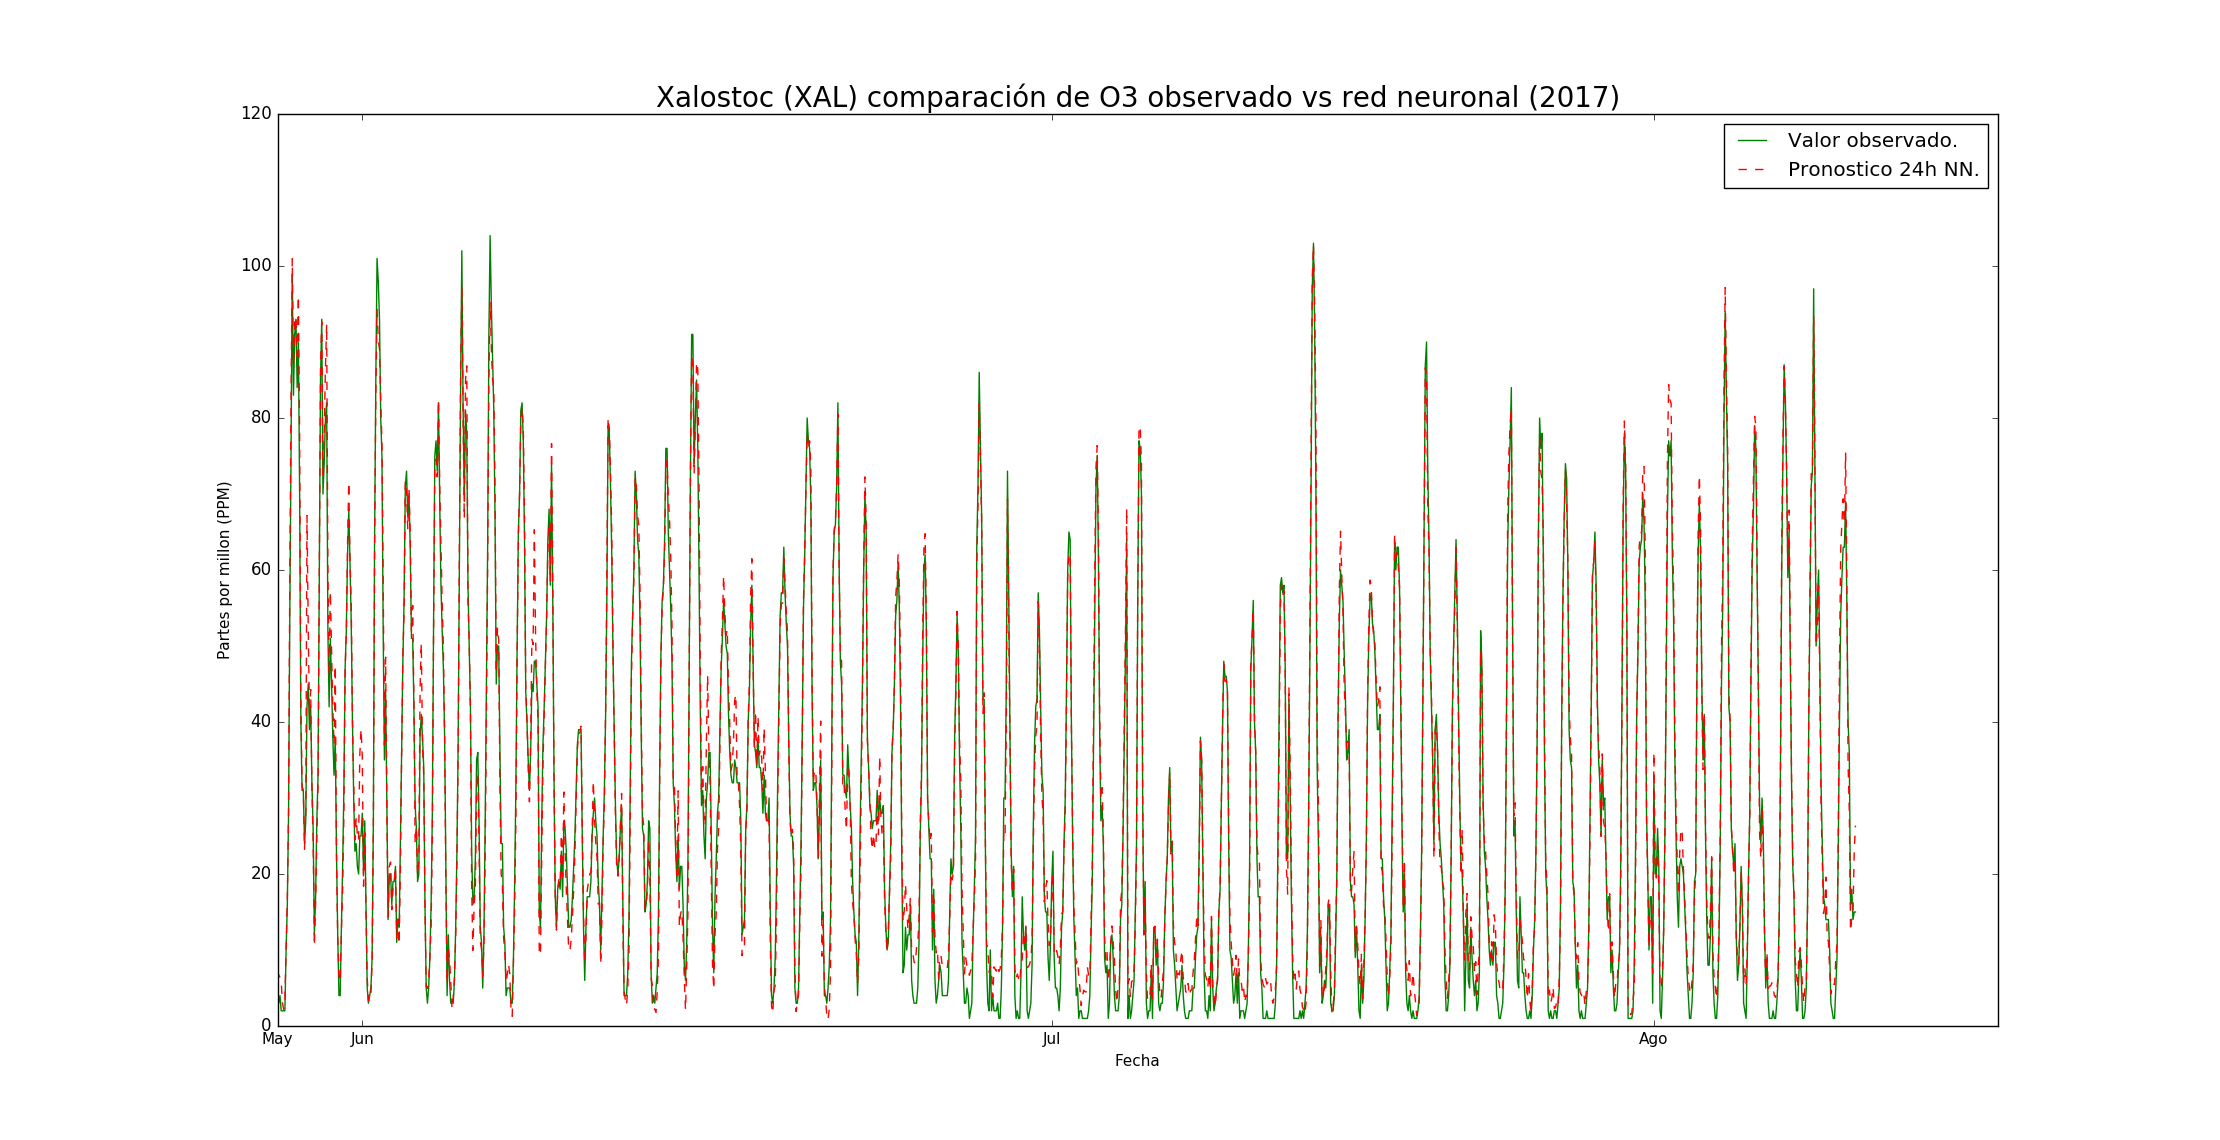 Xalostoc (XAL) comparación de O3 observado vs red neuronal (2017)
120
100
80
60
40
20
0
Partes por millon (PPM)
Valor observado.
Pronostico 24h NN.
May
Jun
Jul
Ago
Fecha